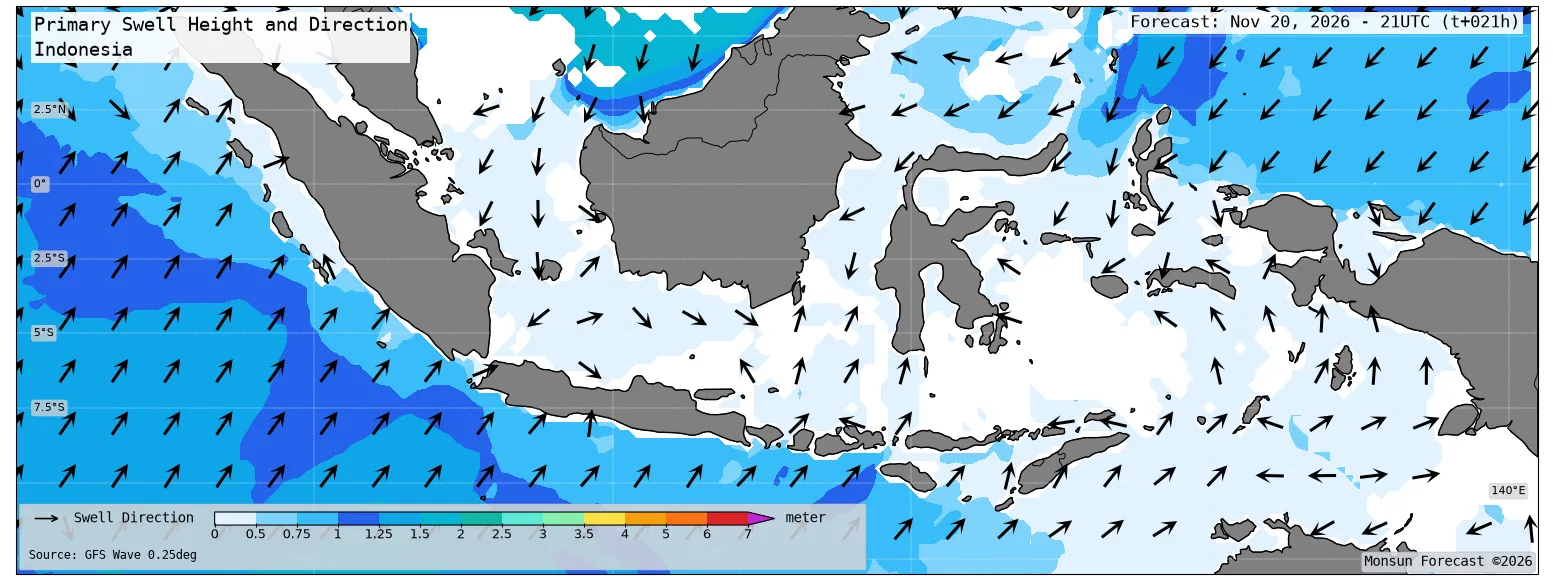 Primary Swell Height and Direction
Indonesia
Forecast: Nov 20, 2026 - 21UTC (t+021h)
2.5°N
0°
2.5°S
5°S
7.5°S
140°E
Swell Direction
0 0.5 0.75 1 1.25 1.5 2 2.5 3 3.5 4 5 6 7
meter
Source: GFS Wave 0.25deg
Monsun Forecast ©2026